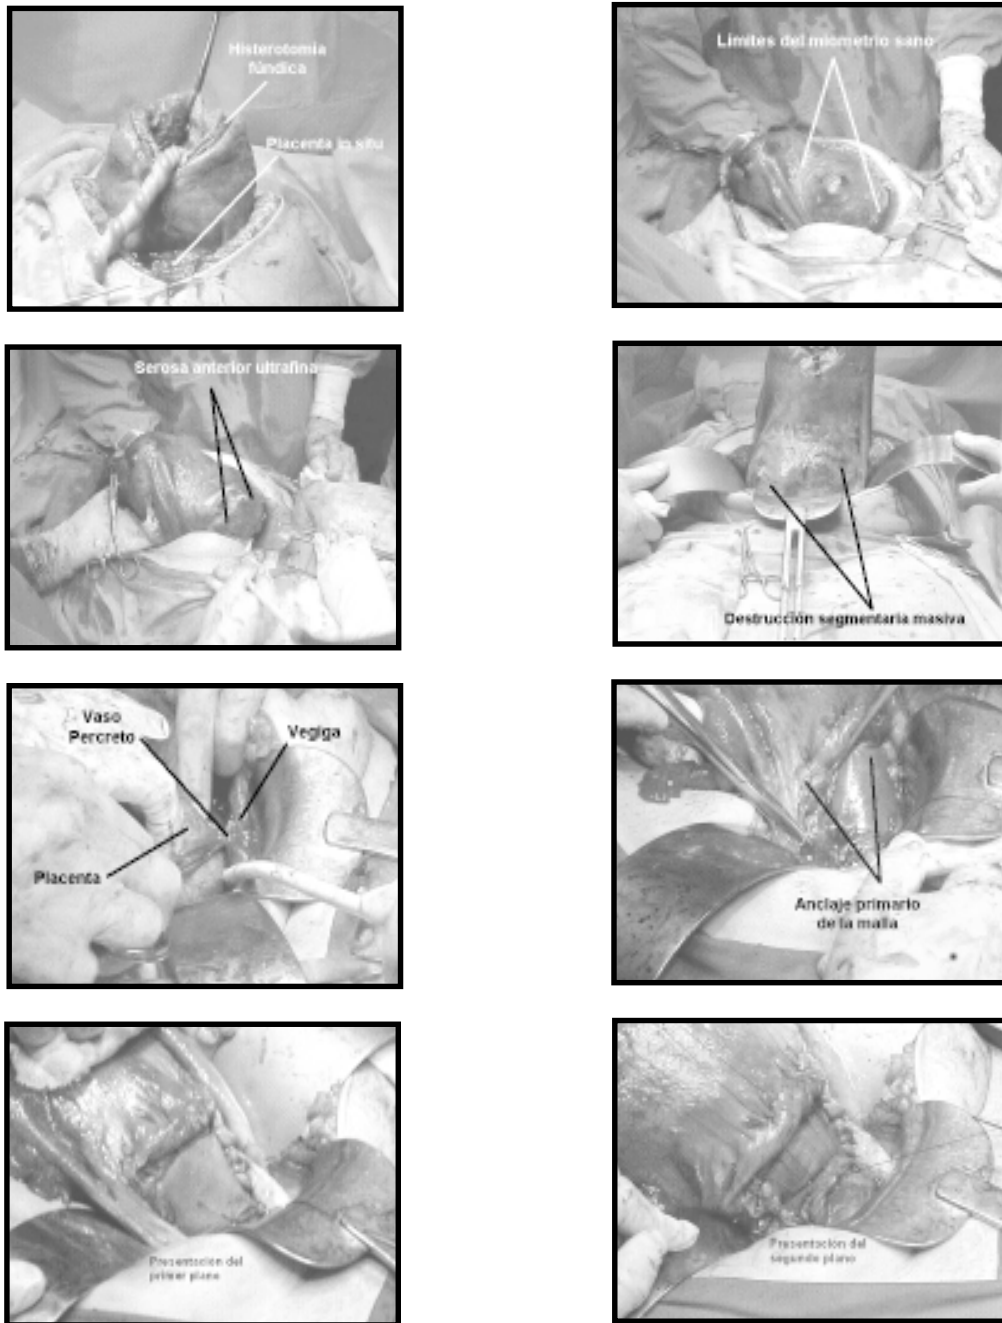 Histerotomía
fúndica
Placenta in situ
Límites del miometrio sano
Serosa anterior ultrafina
Destrucción segmentaria masiva
Vaso
Percreto
Vegiga
Placenta
Anclaje primario
de la malla
Presentación del
primer plano
Presentación del
segundo plano